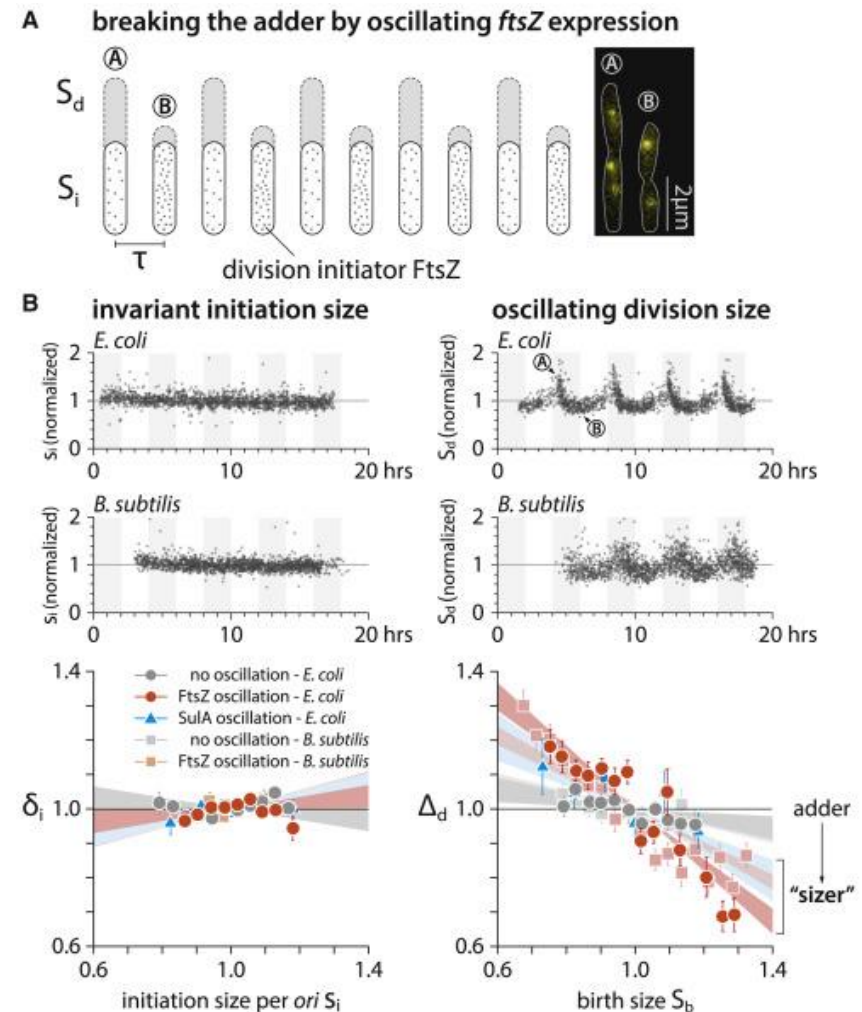 A breaking the adder by oscillating ftsZ expression
A
B
Sd
Si
τ
division initiator FtsZ
A
B
2μm
B invariant initiation size
oscillating division size
E. coli
si (normalized)
2
1
0
0 10 20 hrs
E. coli
Sd (normalized)
2
1
0
A
B
0 10 20 hrs
B. subtilis
si (normalized)
2
1
0
0 10 20 hrs
B. subtilis
Sd (normalized)
2
1
0
0 10 20 hrs
1.4
no oscillation - E. coli
FtsZ oscillation - E. coli
SulA oscillation - E. coli
no oscillation - B. subtilis
FtsZ oscillation - B. subtilis
δi
1.0
0.6
0.6 1.0 1.4
initiation size per ori si
1.4
Δd
1.0
0.6
adder
"sizer"
0.6 1.0 1.4
birth size Sb